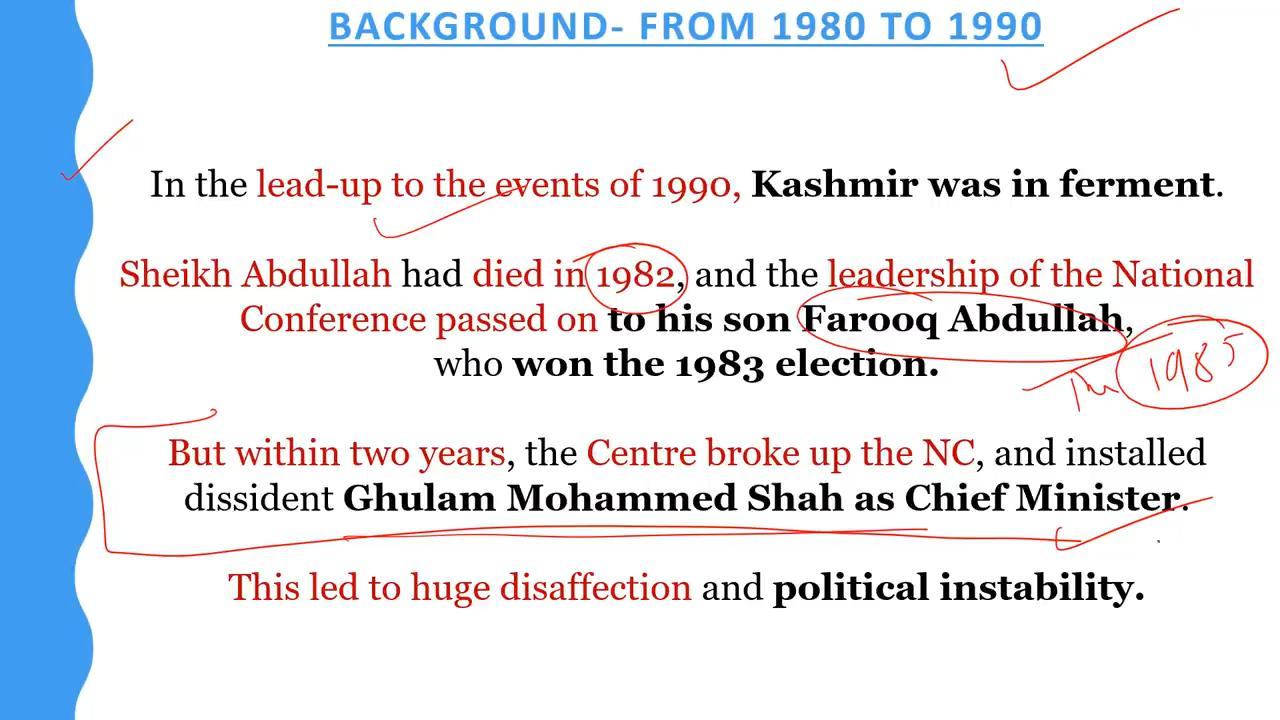 BACKGROUND- FROM 1980 TO 1990
In the lead-up to the events of 1990, Kashmir was in ferment.
Sheikh Abdullah had died in 1982, and the leadership of the National
Conference passed on to his son Farooq Abdullah,
who won the 1983 election.
1985
But within two years, the Centre broke up the NC, and installed
dissident Ghulam Mohammed Shah as Chief Minister.
This led to huge disaffection and political instability.